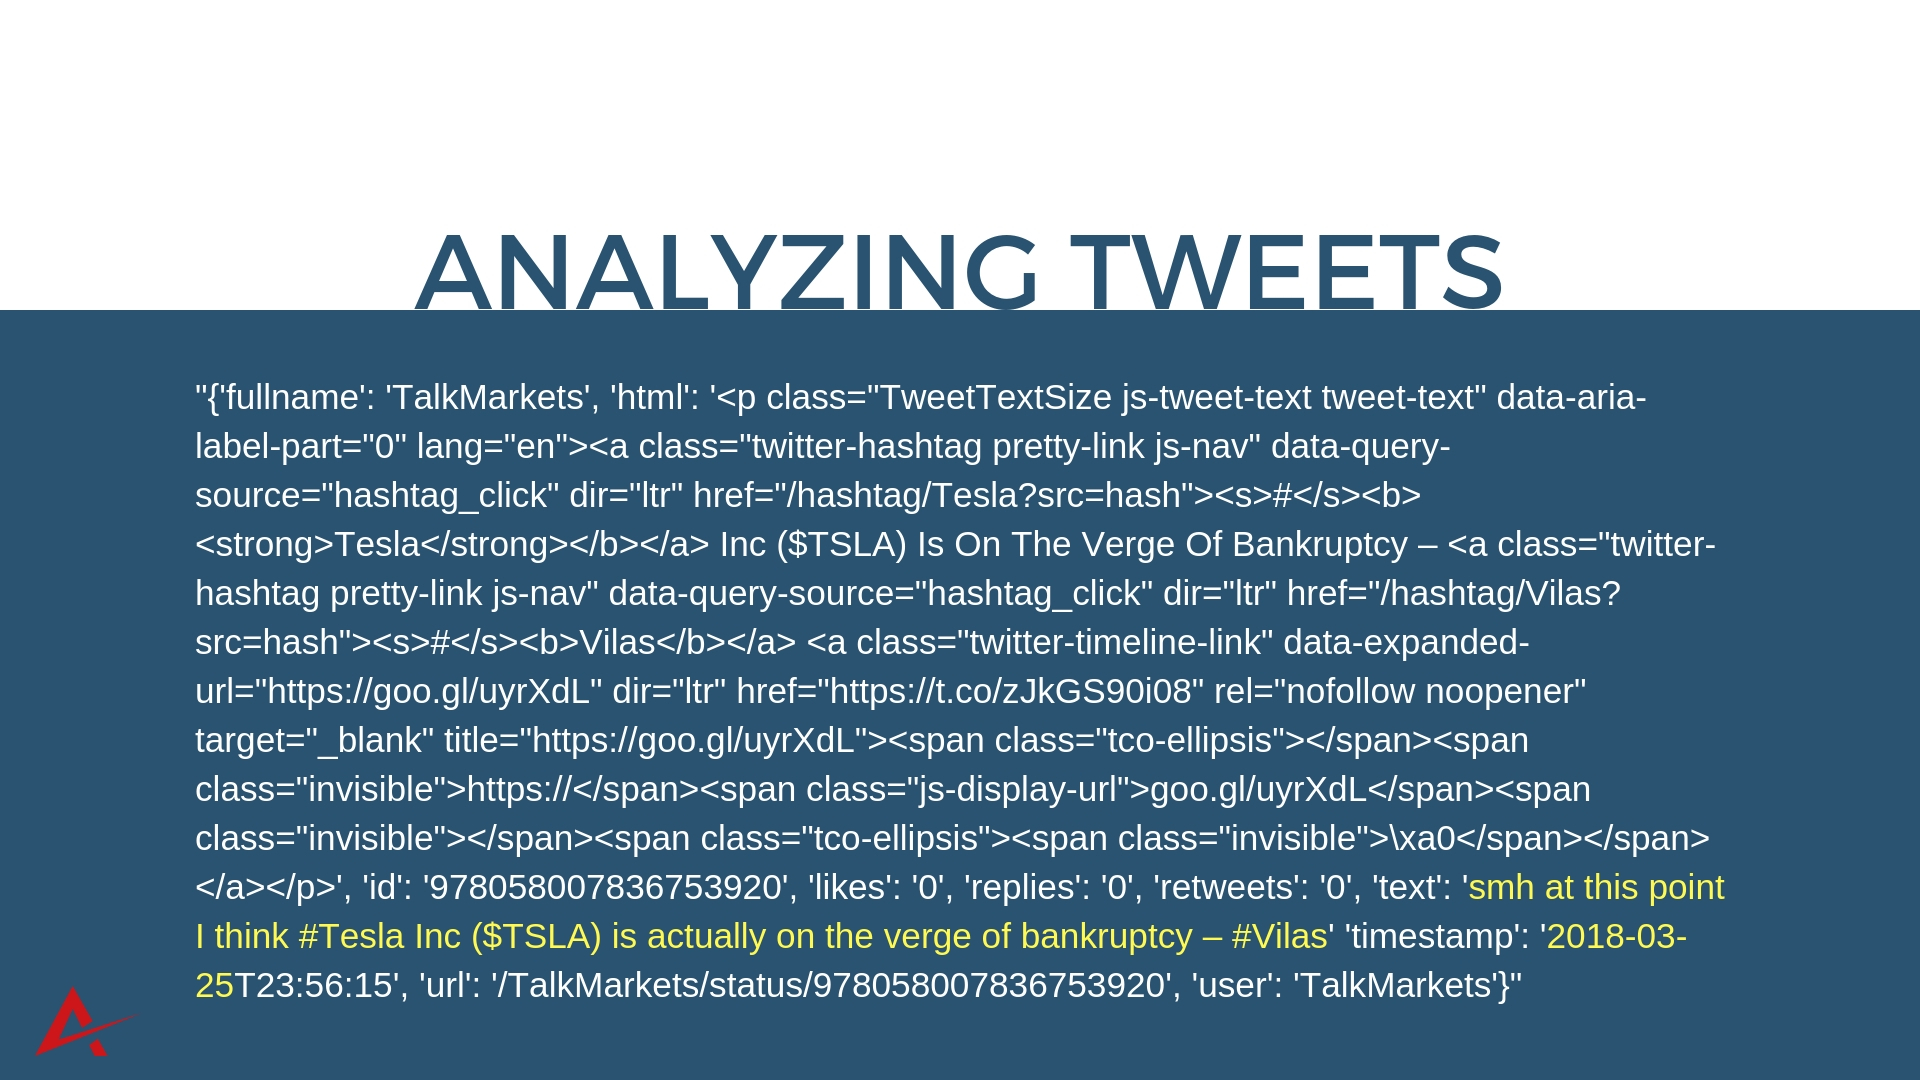 ANALYZING TWEETS
"{'fullname': 'TalkMarkets', 'html': '<p class="TweetTextSize js-tweet-text tweet-text" data-aria-
label-part="0" lang="en"><a class="twitter-hashtag pretty-link js-nav" data-query-
source="hashtag_click" dir="ltr" href="/hashtag/Tesla?src=hash"><s>#</s><b>
<strong>Tesla</strong></b></a> Inc ($TSLA) Is On The Verge Of Bankruptcy – <a class="twitter-
hashtag pretty-link js-nav" data-query-source="hashtag_click" dir="ltr" href="/hashtag/Vilas?
src=hash"><s>#</s><b>Vilas</b></a> <a class="twitter-timeline-link" data-expanded-
url="https://goo.gl/uyrXdL" dir="ltr" href="https://t.co/zJkGS90i08" rel="nofollow noopener"
target="_blank" title="https://goo.gl/uyrXdL"><span class="tco-ellipsis"></span><span
class="invisible">https://</span><span class="js-display-url">goo.gl/uyrXdL</span><span
class="invisible"></span><span class="tco-ellipsis"><span class="invisible">\xa0</span></span>
</a></p>', 'id': '978058007836753920', 'likes': '0', 'replies': '0', 'retweets': '0', 'text': 'smh at this point
I think #Tesla Inc ($TSLA) is actually on the verge of bankruptcy – #Vilas' 'timestamp': '2018-03-
25T23:56:15', 'url': '/TalkMarkets/status/978058007836753920', 'user': 'TalkMarkets'}"